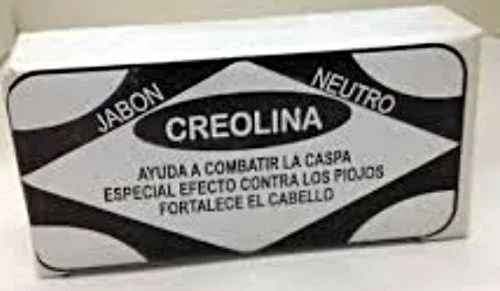 JABON NEUTRO
CREOLINA
AYUDA A COMBATIR LA CASPA
ESPECIAL EFECTO CONTRA LOS PIOJOS
FORTALECE EL CABELLO